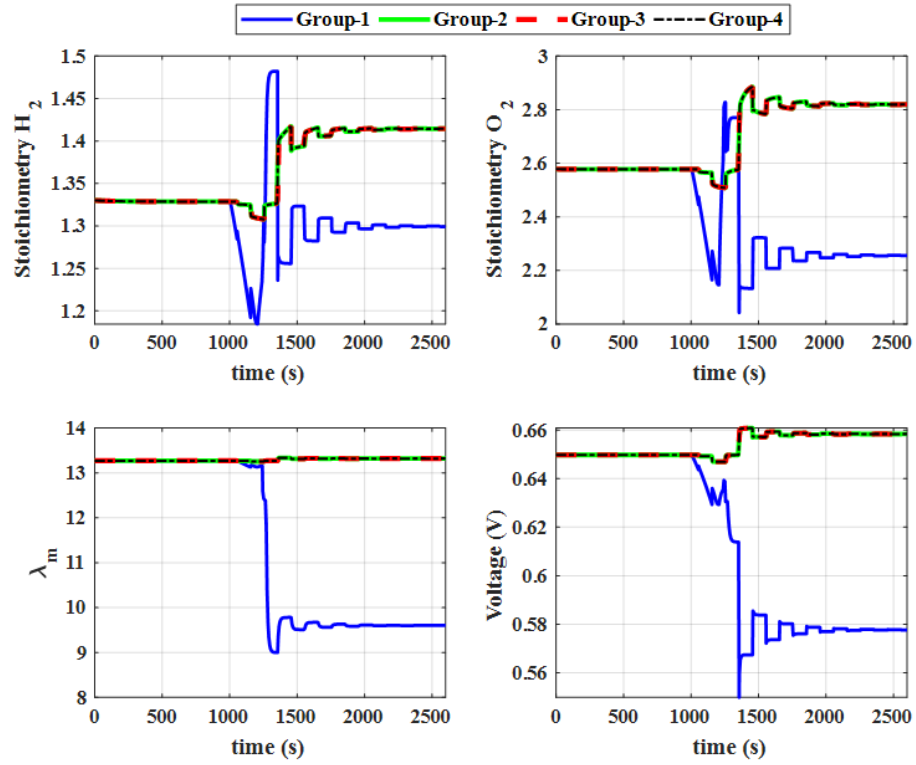 Group-1 Group-2 Group-3 Group-4
Stoichiometry H2
1.5
1.45
1.4
1.35
1.3
1.25
1.2
0 500 1000 1500 2000 2500
time (s)
Stoichiometry O2
3
2.8
2.6
2.4
2.2
2
0 500 1000 1500 2000 2500
time (s)
λm
14
13
12
11
10
9
8
0 500 1000 1500 2000 2500
time (s)
Voltage (V)
0.66
0.64
0.62
0.6
0.58
0.56
0 500 1000 1500 2000 2500
time (s)